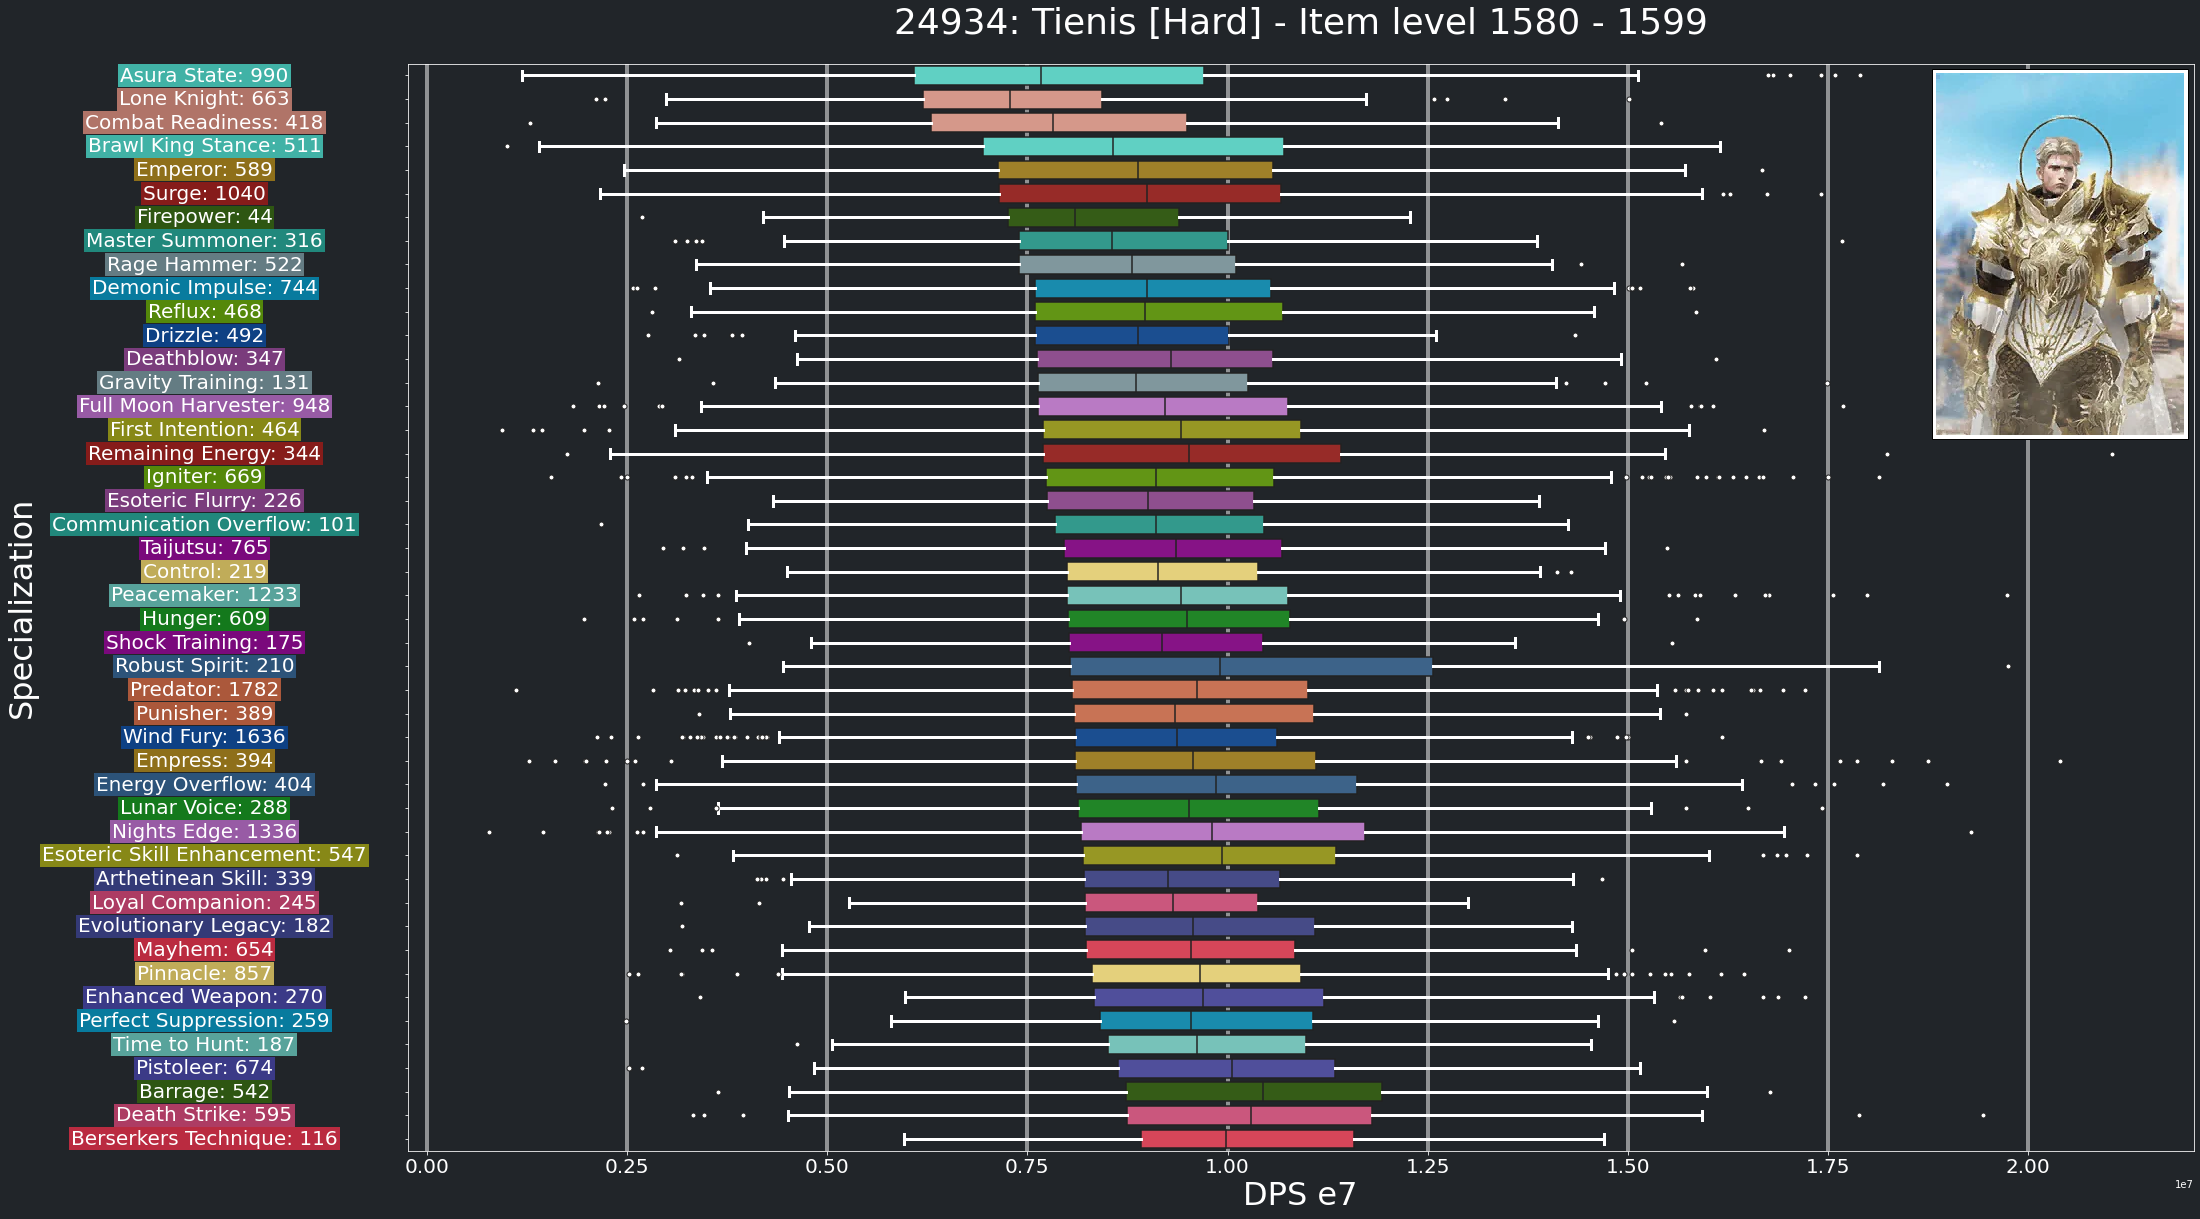 24934: Tienis [Hard] - Item level 1580 - 1599
Asura State: 990
Lone Knight: 663
Combat Readiness: 418
Brawl King Stance: 511
Emperor: 589
Surge: 1040
Firepower: 44
Master Summoner: 316
Rage Hammer: 522
Demonic Impulse: 744
Reflux: 468
Drizzle: 492
Deathblow: 347
Gravity Training: 131
Full Moon Harvester: 948
First Intention: 464
Remaining Energy: 344
Igniter: 669
Esoteric Flurry: 226
Communication Overflow: 101
Taijutsu: 765
Control: 219
Peacemaker: 1233
Hunger: 609
Shock Training: 175
Robust Spirit: 210
Predator: 1782
Punisher: 389
Wind Fury: 1636
Empress: 394
Energy Overflow: 404
Lunar Voice: 288
Nights Edge: 1336
Esoteric Skill Enhancement: 547
Arthetinean Skill: 339
Loyal Companion: 245
Evolutionary Legacy: 182
Mayhem: 654
Pinnacle: 857
Enhanced Weapon: 270
Perfect Suppression: 259
Time to Hunt: 187
Pistoleer: 674
Barrage: 542
Death Strike: 595
Berserkers Technique: 116
Specialization
0.00 0.25 0.50 0.75 1.00 1.25 1.50 1.75 2.00
DPS e7
1e7